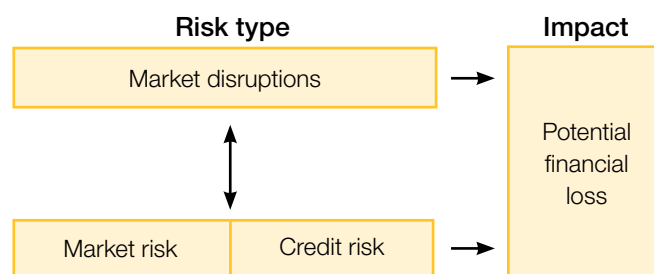 Risk type
Impact
Market disruptions
Potential
financial
loss
Market risk
Credit risk